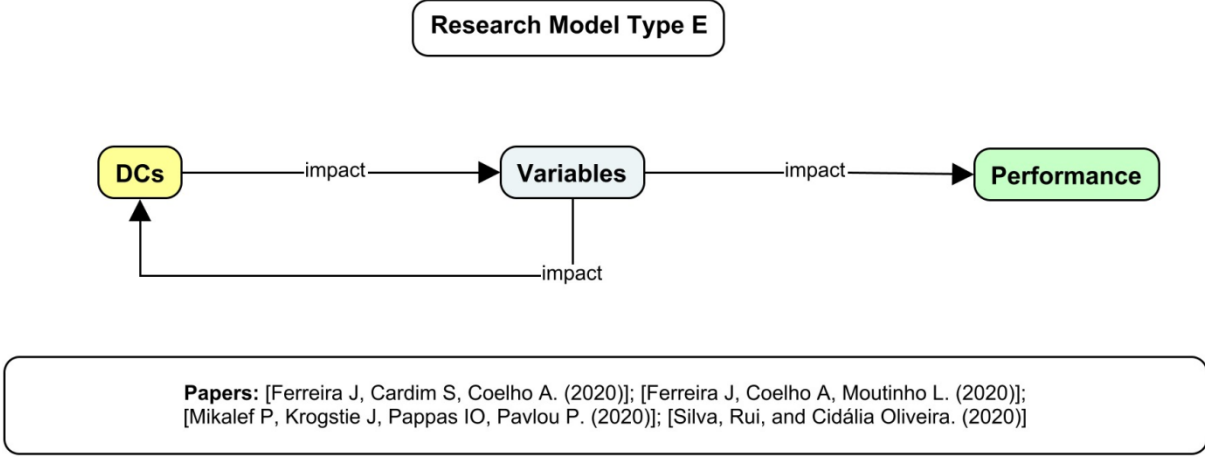 Research Model Type E
DCs
impact
Variables
impact
Performance
impact
Papers: [Ferreira J, Cardim S, Coelho A. (2020)]; [Ferreira J, Coelho A, Moutinho L. (2020)];
[Mikalef P, Krogstie J, Pappas IO, Pavlou P. (2020)]; [Silva, Rui, and Cidália Oliveira. (2020)]